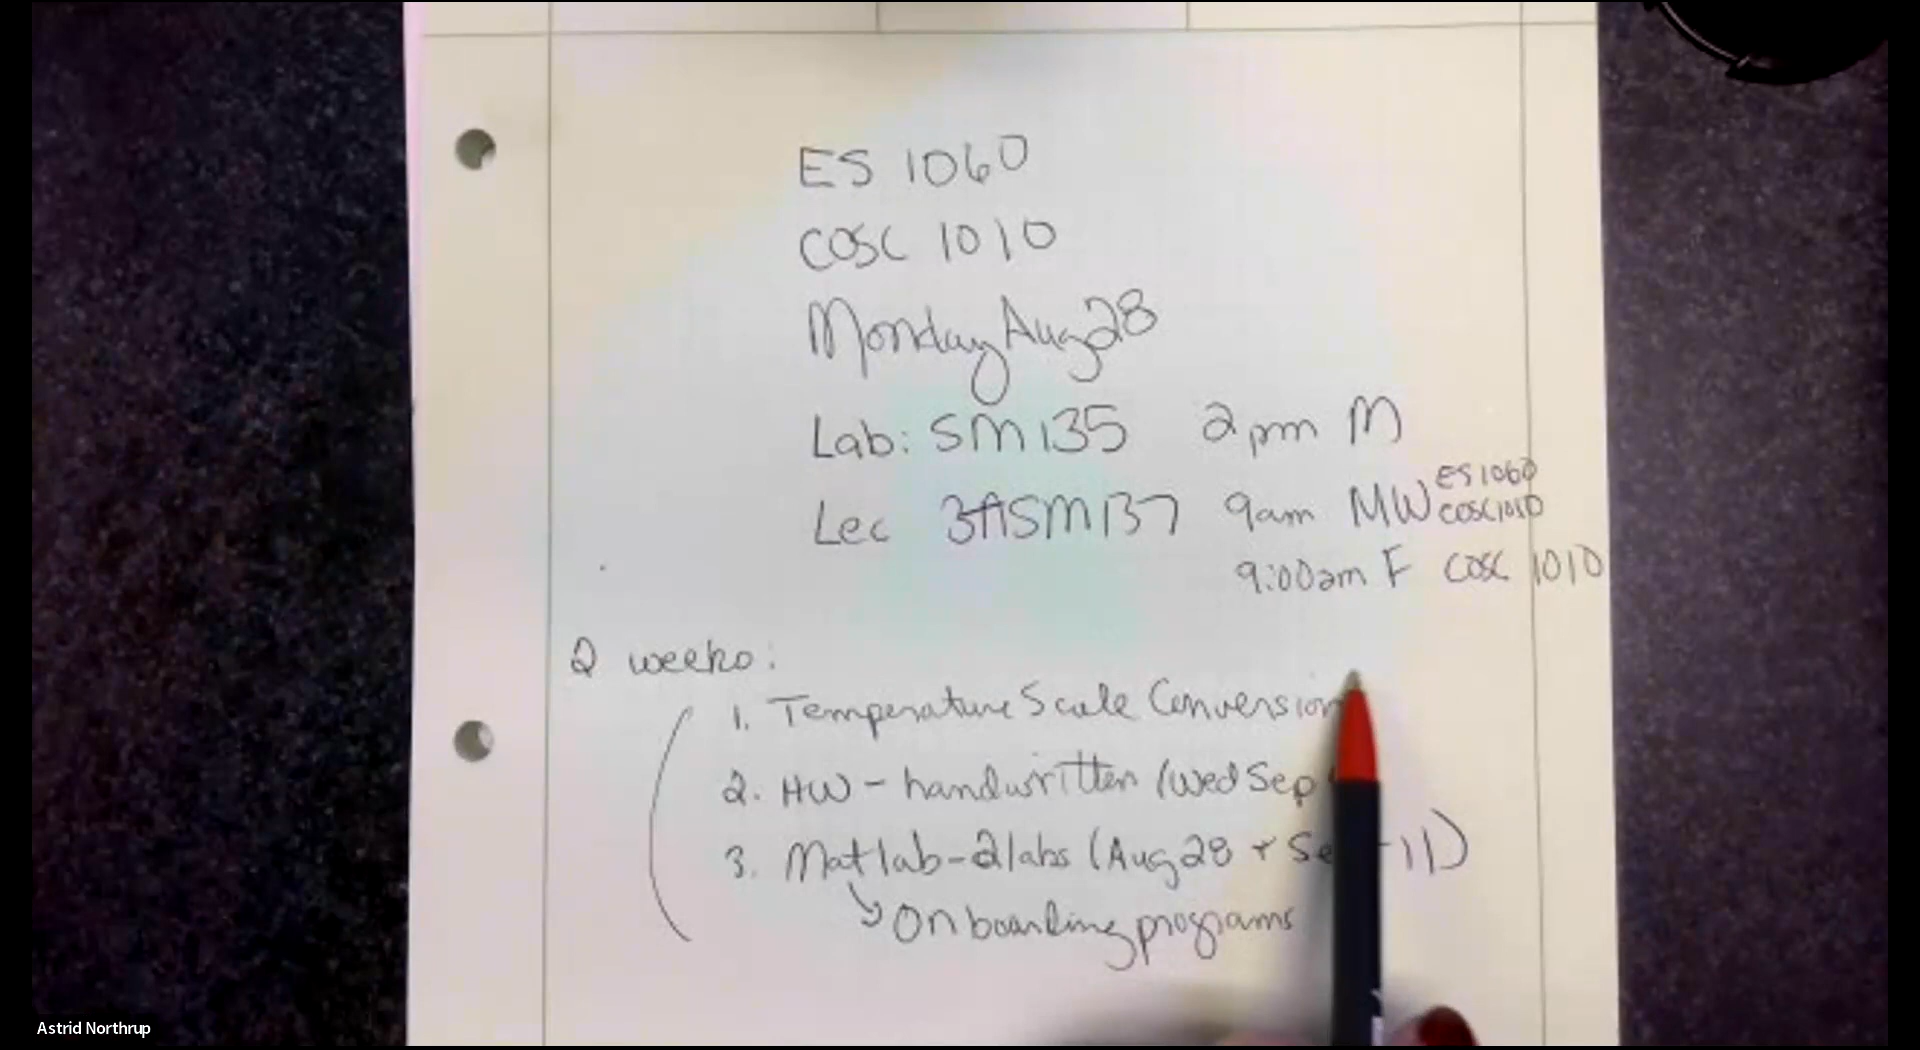 ES 1060
COSC 1010
Monday Aug 28
Lab: SM 135 2pm M
Lec SM 137 9am MW ES 1060 COSC 1010
9:00am F COSC 1010
2 weeks:
1. Temperature Scale Conversion
2. HW - handwritten (Wed Sep
3. Matlab - 2 labs (Aug 28 + Se 11)
Onboarding programs
Astrid Northrup